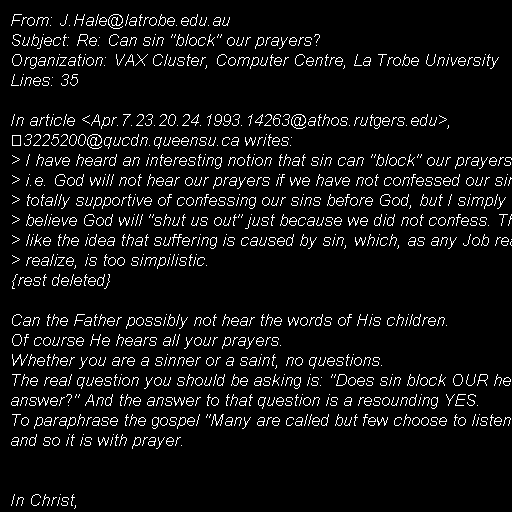 From: J.Hale@latrobe.edu.au
Subject: Re: Can sin "block" our prayers?
Organization: VAX Cluster, Computer Centre, La Trobe University
Lines: 35

In article <Apr.7.23.20.24.1993.14263@athos.rutgers.edu>,
3225200@qucdn.queensu.ca writes:
> I have heard an interesting notion that sin can "block" our prayers
> i.e. God will not hear our prayers if we have not confessed our
> totally supportive of confessing our sins before God, but I simply
> believe God will "shut us out" just because we did not confess.
> like the idea that suffering is caused by sin, which, as any Job
> realize, is too simpilistic.
{rest deleted}

Can the Father possibly not hear the words of His children.
Of course He hears all your prayers.
Whether you are a sinner or a saint, no questions.
The real question you should be asking is: "Does sin block OUR
answer?" And the answer to that question is a resounding YES.
To paraphrase the gospel "Many are called but few choose to listen
and so it is with prayer.

In Christ,